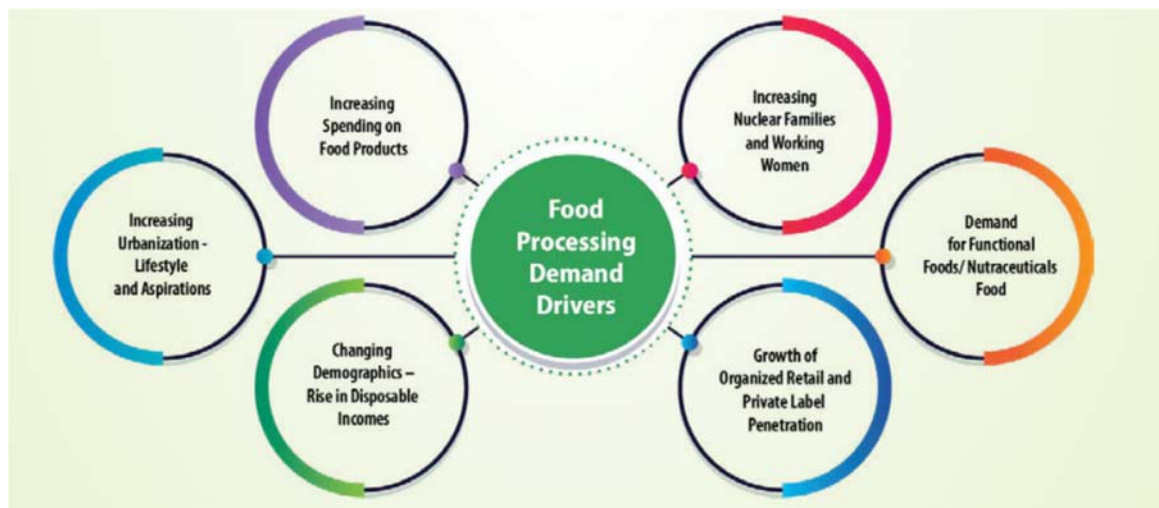 Increasing
Spending on
Food Products
Increasing
Nuclear Families
and Working
Women
Increasing
Urbanization -
Lifestyle
and Aspirations
Food
Processing
Demand
Drivers
Demand
for Functional
Foods/ Nutraceuticals
Food
Changing
Demographics –
Rise in Disposable
Incomes
Growth of
Organized Retail and
Private Label
Penetration